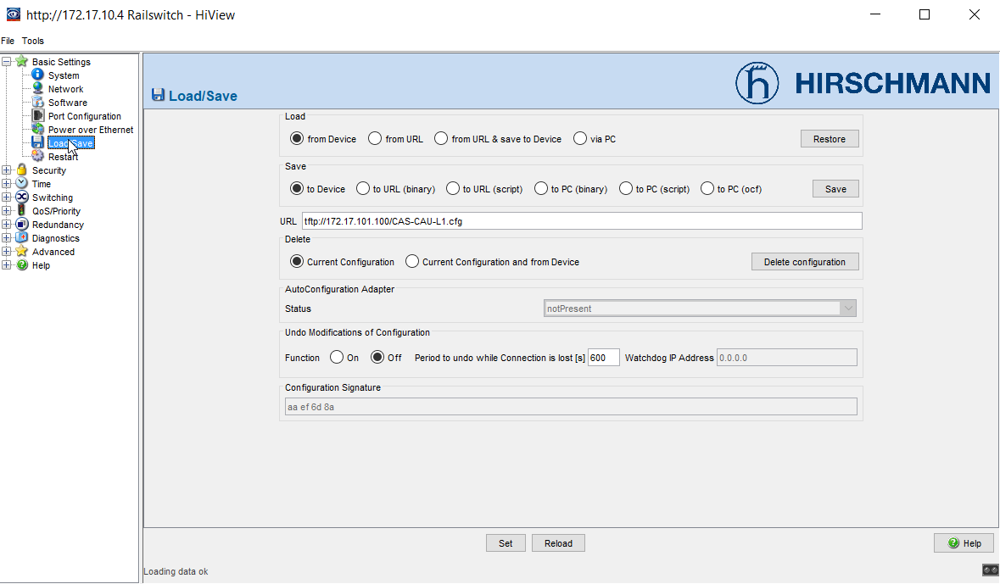 http://172.17.10.4 Railswitch - HiView
File Tools
Basic Settings
System
Network
Software
Port Configuration
Power over Ethernet
Load/Save
Restart
Security
Time
Switching
QoS/Priority
Redundancy
Diagnostics
Advanced
Help
Load/Save
HIRSCHMANN
Load
from Device from URL from URL & save to Device via PC Restore
Save
to Device to URL (binary) to URL (script) to PC (binary) to PC (script) to PC (ocf) Save
URL tftp://172.17.101.100/CAS-CAU-L1.cfg
Delete
Current Configuration Current Configuration and from Device Delete configuration
AutoConfiguration Adapter
Status notPresent
Undo Modifications of Configuration
Function On Off Period to undo while Connection is lost [s] 600 Watchdog IP Address 0.0.0.0
Configuration Signature
aa ef 6d 8a
Set Reload Help
Loading data ok